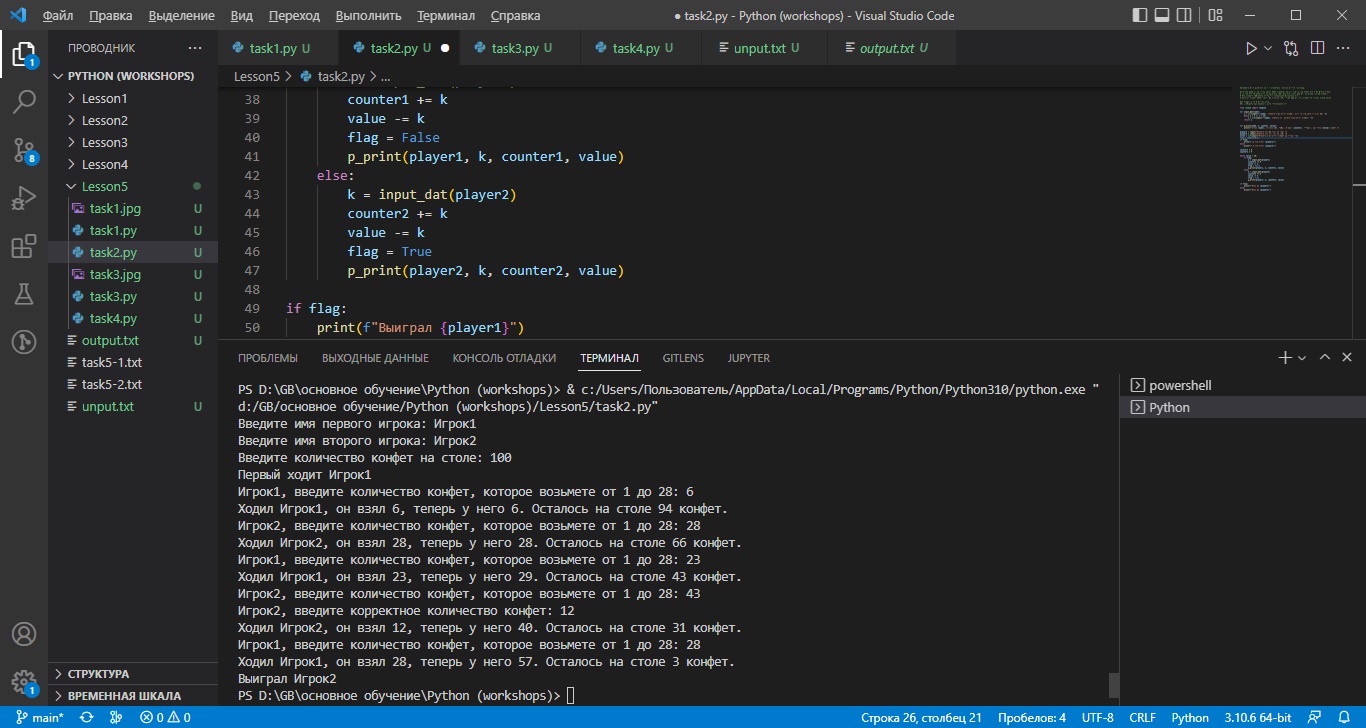 Файл Правка Выделение Вид Переход Выполнить Терминал Справка
● task2.py - Python (workshops) - Visual Studio Code
ПРОВОДНИК ...
task1.py U
task2.py U ●
task3.py U
task4.py U
unput.txt U
output.txt U
PYTHON (WORKSHOPS)
Lesson1
Lesson2
Lesson3
Lesson4
Lesson5
task1.jpg U
task1.py U
task2.py U
task3.jpg U
task3.py U
task4.py U
output.txt U
task5-1.txt
task5-2.txt
unput.txt U
СТРУКТУРА
ВРЕМЕННАЯ ШКАЛА
1
8
1
Lesson5 > task2.py > ...
38 counter1 += k
39 value -= k
40 flag = False
41 p_print(player1, k, counter1, value)
42 else:
43 k = input_dat(player2)
44 counter2 += k
45 value -= k
46 flag = True
47 p_print(player2, k, counter2, value)
48
49 if flag:
50 print(f"Выиграл {player1}")
ПРОБЛЕМЫ ВЫХОДНЫЕ ДАННЫЕ КОНСОЛЬ ОТЛАДКИ ТЕРМИНАЛ GITLENS JUPYTER
PS D:\GB\основное обучение\Python (workshops)> & c:/Users/Пользователь/AppData/Local/Programs/Python/Python310/python.exe "
d:/GB/основное обучение/Python (workshops)/Lesson5/task2.py"
Введите имя первого игрока: Игрок1
Введите имя второго игрока: Игрок2
Введите количество конфет на столе: 100
Первый ходит Игрок1
Игрок1, введите количество конфет, которое возьмете от 1 до 28: 6
Ходил Игрок1, он взял 6, теперь у него 6. Осталось на столе 94 конфет.
Игрок2, введите количество конфет, которое возьмете от 1 до 28: 28
Ходил Игрок2, он взял 28, теперь у него 28. Осталось на столе 66 конфет.
Игрок1, введите количество конфет, которое возьмете от 1 до 28: 23
Ходил Игрок1, он взял 23, теперь у него 29. Осталось на столе 43 конфет.
Игрок2, введите количество конфет, которое возьмете от 1 до 28: 43
Игрок2, введите корректное количество конфет: 12
Ходил Игрок2, он взял 12, теперь у него 40. Осталось на столе 31 конфет.
Игрок1, введите количество конфет, которое возьмете от 1 до 28: 28
Ходил Игрок1, он взял 28, теперь у него 57. Осталось на столе 3 конфет.
Выиграл Игрок2
PS D:\GB\основное обучение\Python (workshops)>
powershell
Python
main* 0 0 Строка 26, столбец 21 Пробелов: 4 UTF-8 CRLF Python 3.10.6 64-bit